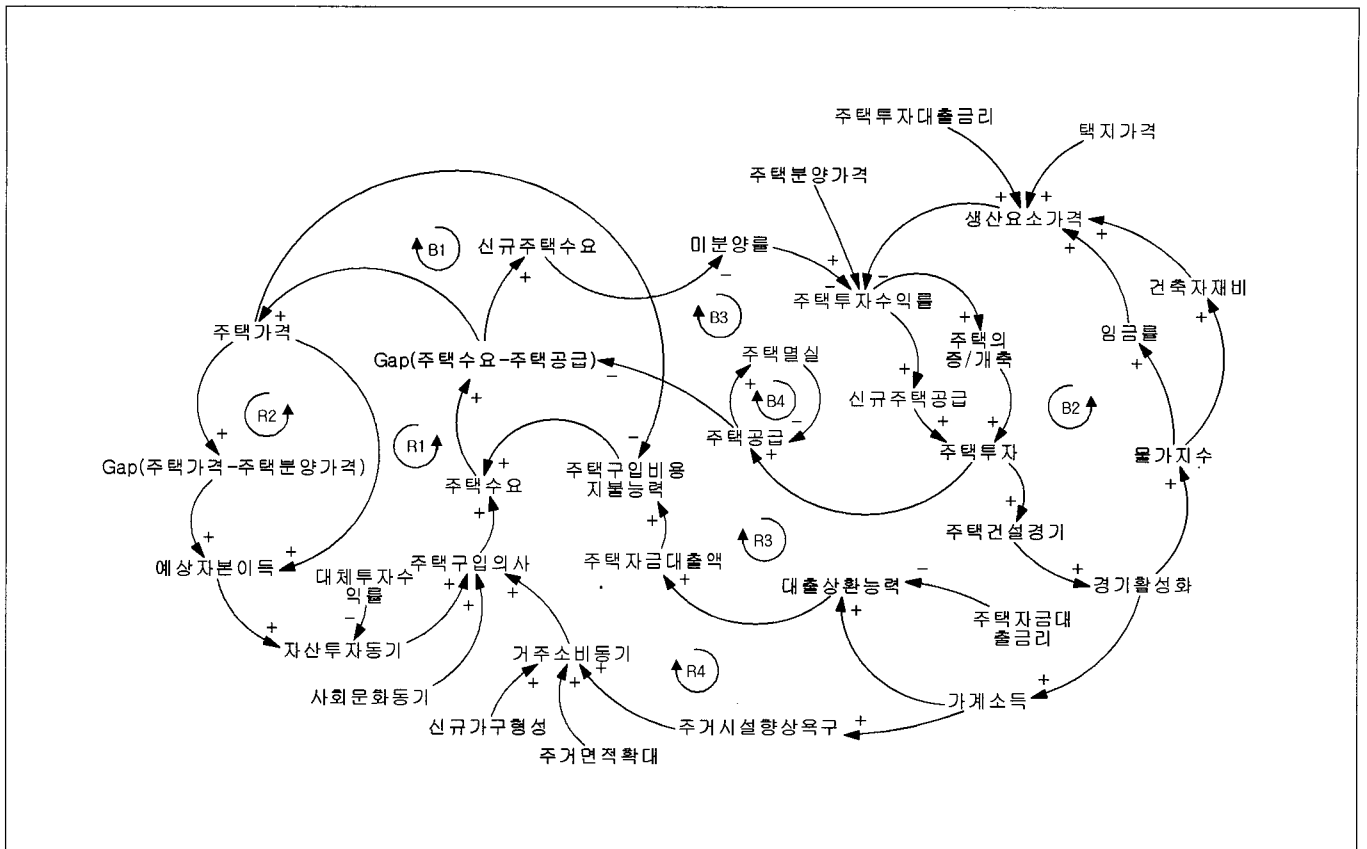 주택투자대출금리
택지가격
주택분양가격
+ +
생산요소가격
B1
신규주택수요
미분양률
+
+
+
-
+
-
-
건축자재비
주택투자수익률
+
B3
+
주택가격
+
주택의
증/개축
임금률
Gap(주택수요-주택공급)
-
주택멸실
+
+
+
B4
신규주택공급
B2
R2
+
R1
-
+
+
+
-
주택공급
+
주택투자
물가지수
Gap(주택가격-주택분양가격)
+
주택수요
주택구입비용
지불능력
+
+
+
+
주택건설경기
R3
+
+
예상자본이득
주택구입의사
주택자금대출액
대체투자수
익률
+
+
+
+
-
+
경기활성화
대출상환능력
+
+
-
주택자금대
출금리
자산투자동기
거주소비동기
R4
+
+
+
+
사회문화동기
가계소득
신규가구형성
주거시설향상욕구
+
주거면적확대